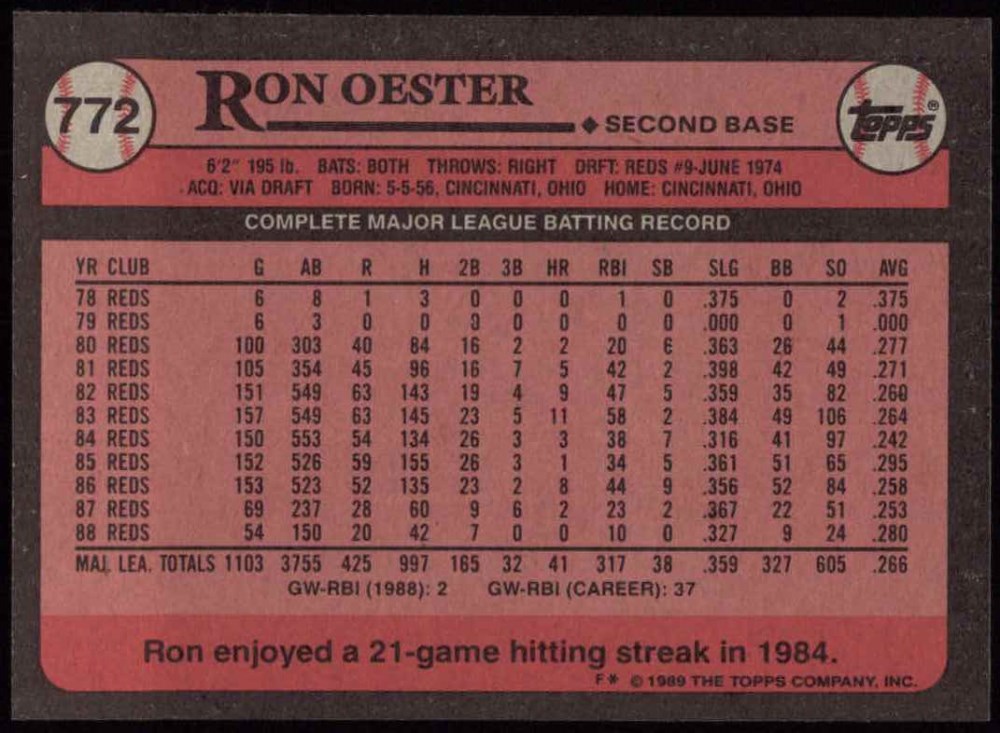 772
RON OESTER
◆ SECOND BASE
Topps®
6'2" 195 lb. BATS: BOTH THROWS: RIGHT DRFT: REDS #9-JUNE 1974
ACQ: VIA DRAFT BORN: 5-5-56, CINCINNATI, OHIO HOME: CINCINNATI, OHIO
COMPLETE MAJOR LEAGUE BATTING RECORD
YR CLUB G AB R H 2B 3B HR RBI SB SLG BB SO AVG
78 REDS 6 8 1 3 0 0 0 1 0 .375 0 2 .375
79 REDS 6 3 0 0 0 0 0 0 0 .000 0 1 .000
80 REDS 100 303 40 84 16 2 2 20 6 .363 26 44 .277
81 REDS 105 354 45 96 16 7 5 42 2 .398 42 49 .271
82 REDS 151 549 63 143 19 4 9 47 5 .359 35 82 .260
83 REDS 157 549 63 145 23 5 11 58 2 .384 49 106 .264
84 REDS 150 553 54 134 26 3 3 38 7 .316 41 97 .242
85 REDS 152 526 59 155 26 3 1 34 5 .361 51 65 .295
86 REDS 153 523 52 135 23 2 8 44 9 .356 52 84 .258
87 REDS 69 237 28 60 9 6 2 23 2 .367 22 51 .253
88 REDS 54 150 20 42 7 0 0 10 0 .327 9 24 .280
MAJ. LEA. TOTALS 1103 3755 425 997 165 32 41 317 38 .359 327 605 .266
GW-RBI (1988): 2 GW-RBI (CAREER): 37
Ron enjoyed a 21-game hitting streak in 1984.
F* © 1989 THE TOPPS COMPANY, INC.